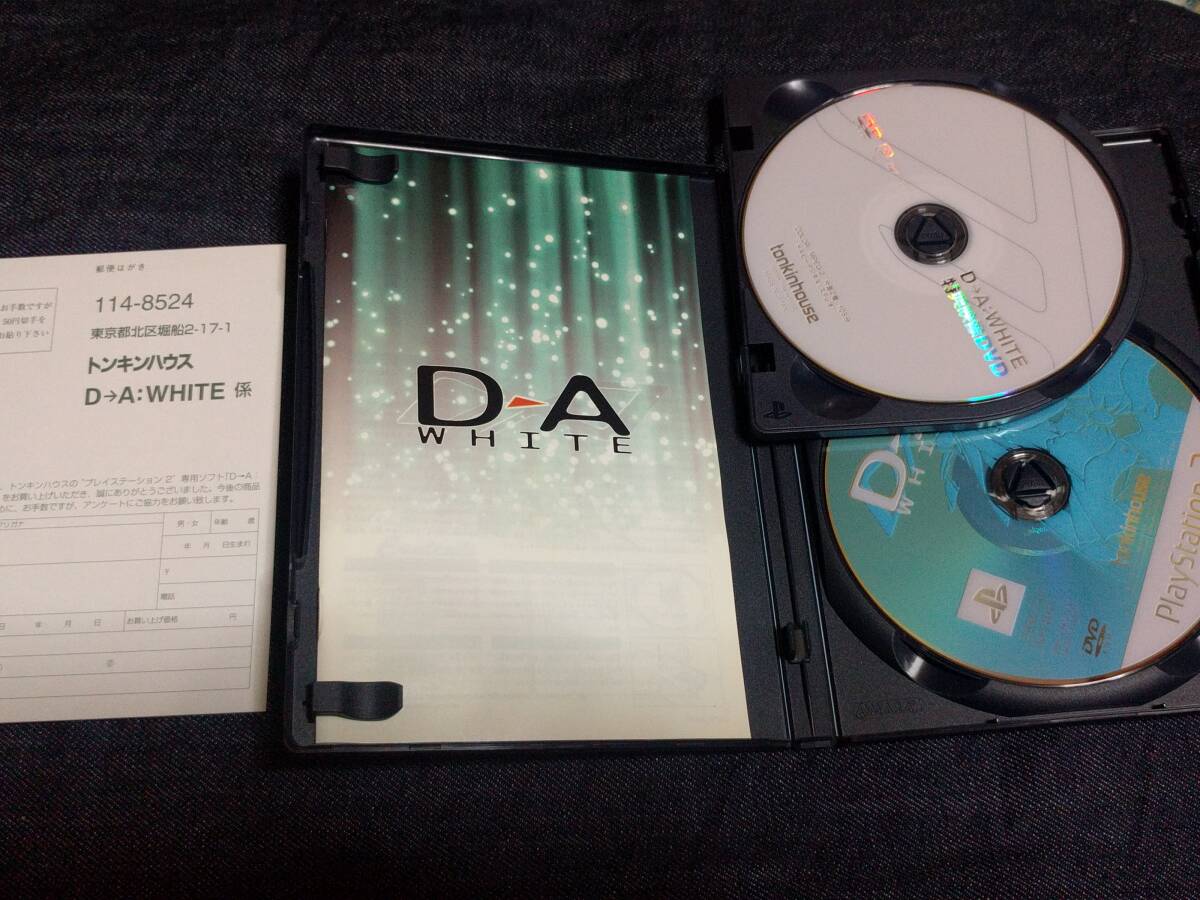 郵便はがき
お手数ですが
50円切手を
お貼り下さい
114-8524
東京都北区堀船2-17-1
トンキンハウス
D→A:WHITE 係
トンキンハウスの"プレイステーション 2" 専用ソフト「D→A:
をお買い上げいただき、誠にありがとうございました。今後の商品
めに、お手数ですが、アンケートにご協力をお願い致します。
フリガナ
男・女
年齢 歳
年 月 日生まれ
〒
電話
日 年 月 日
お買い上げ価格 円
D→A
WHITE
tonkinhouse
D→A:WHITE
DVD
D
WHITE
tonkinhouse
PlayStation 2
DVD